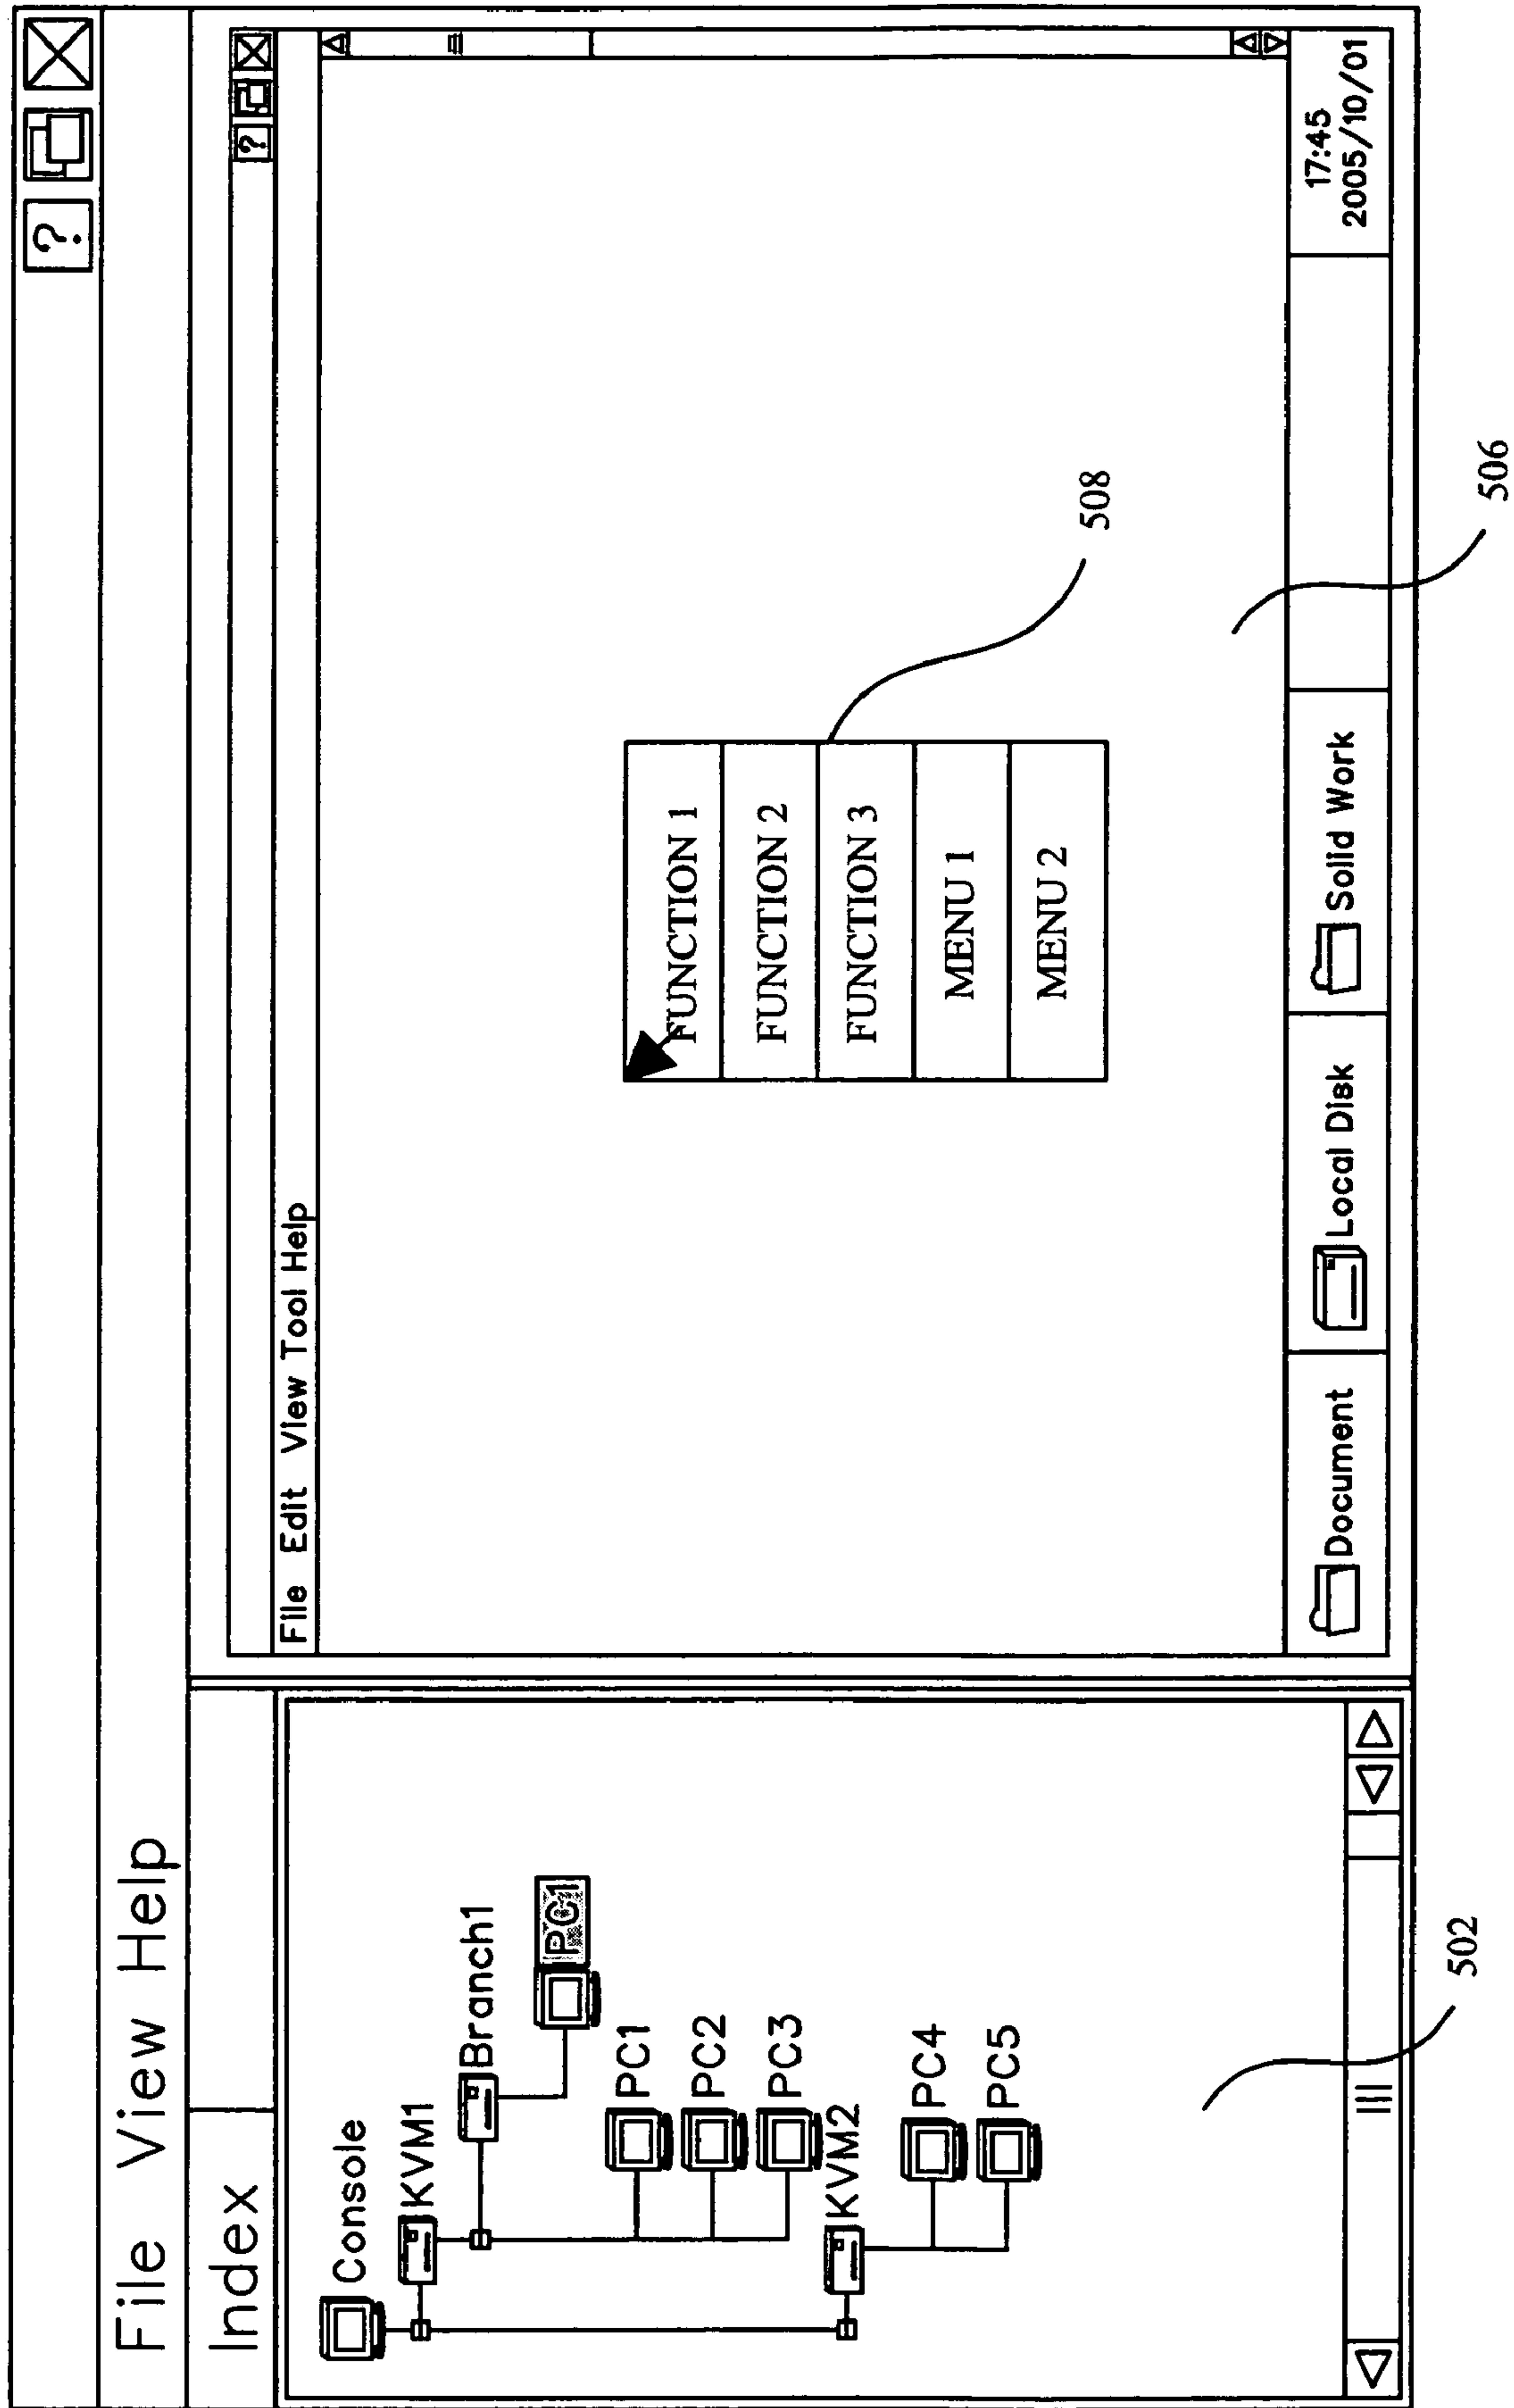 ?
File View Help
Index
Console
KVM1
Branch1
PC1
PC1
PC2
PC3
KVM2
PC4
PC5
502
?
File Edit View Tool Help
FUNCTION 1
FUNCTION 2
FUNCTION 3
MENU 1
MENU 2
508
Document
Local Disk
Solid Work
17:45
2005/10/01
506